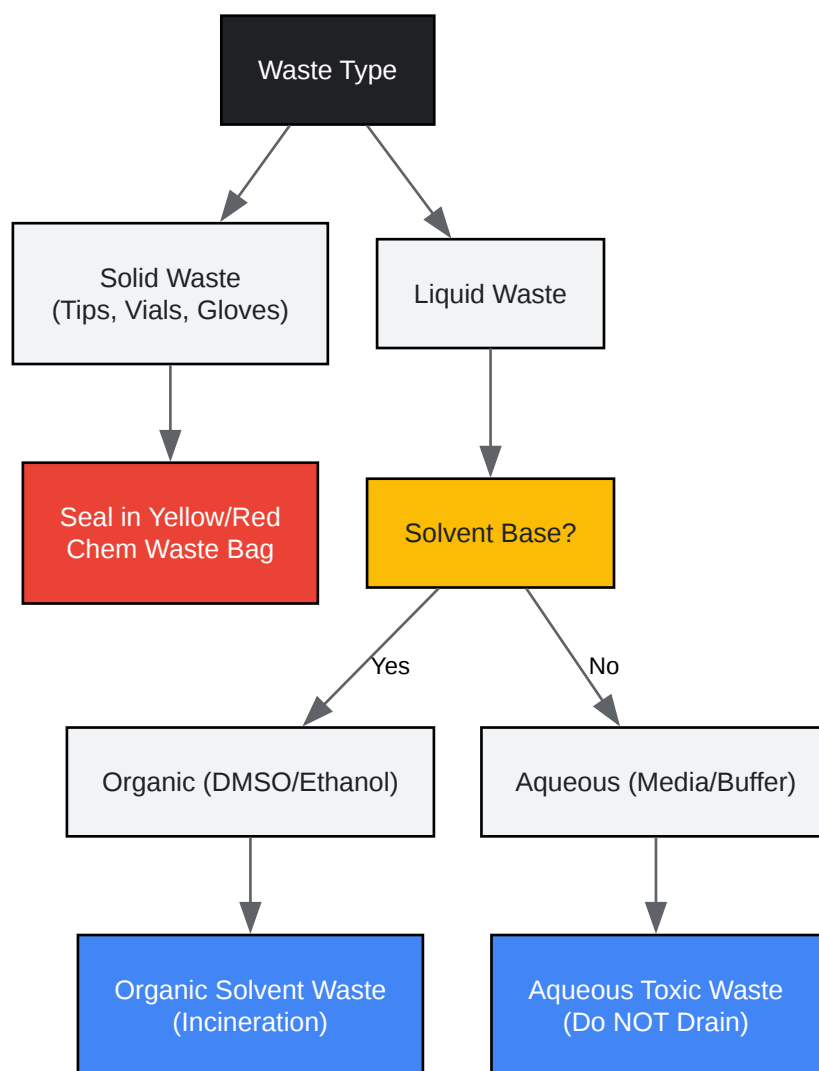 Waste Type
Solid Waste
(Tips, Vials, Gloves)
Liquid Waste
Seal in Yellow/Red
Chem Waste Bag
Solvent Base?
Yes
No
Organic (DMSO/Ethanol)
Aqueous (Media/Buffer)
Organic Solvent Waste
(Incineration)
Aqueous Toxic Waste
(Do NOT Drain)